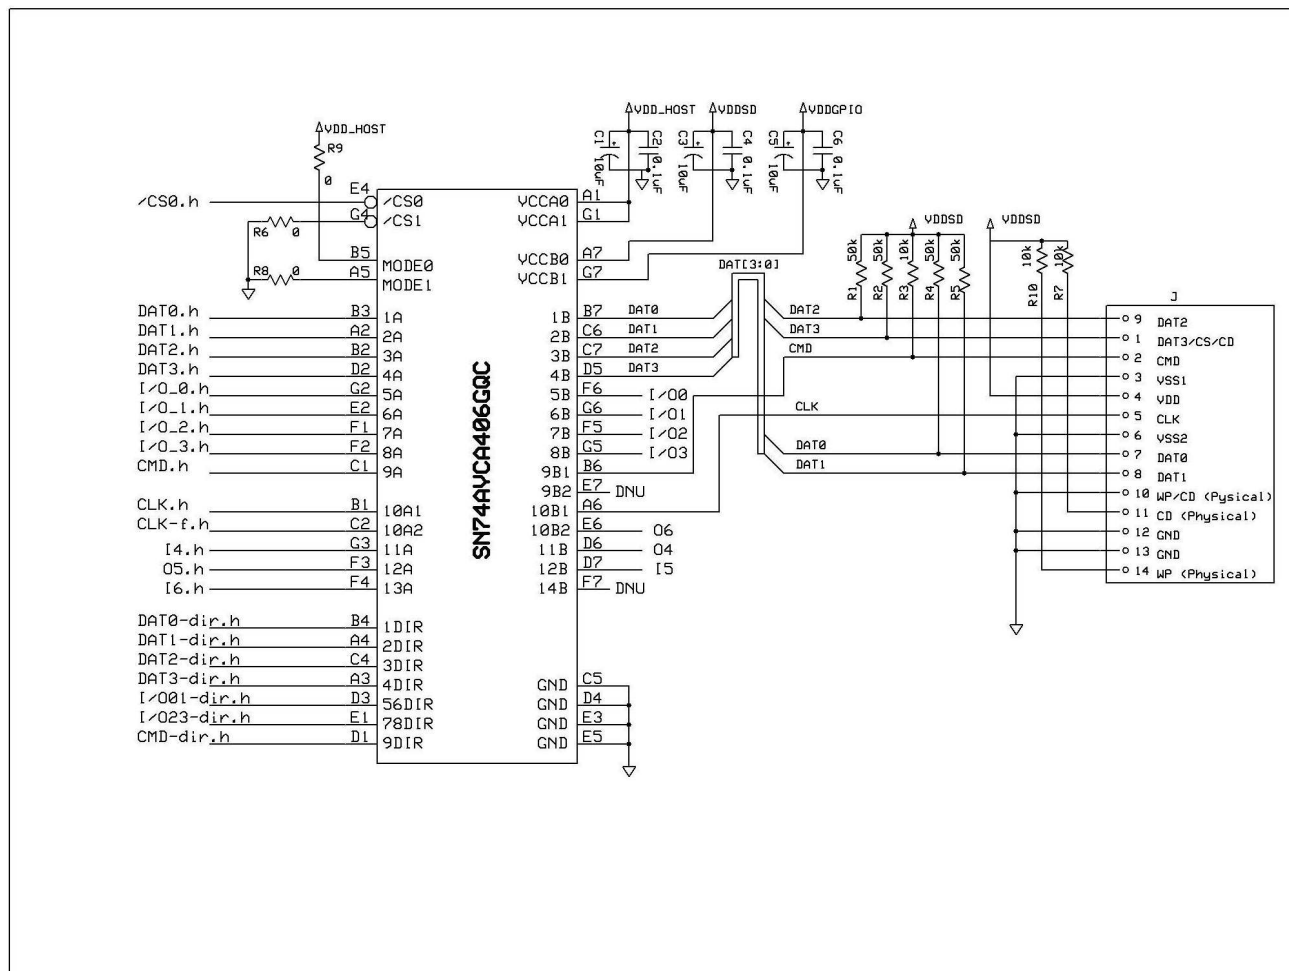 VDD_HOST VDDSD VDDGPIO
VDD_HOST
R9
0
C1 10uF C2 0.1uF C3 10uF C4 0.1uF C5 10uF C6 0.1uF
/CS0.h E4 /CS0 VCCA0 A1
R6 0 G4 /CS1 VCCA1 G1
B5 MODE0 VCCB0 A7
R8 0 A5 MODE1 VCCB1 G7
DAT[3:0]
VDDSD VDDSD
50k 50k 10k 50k 50k 10k 10k
R1 R2 R3 R4 R5 R10 R7
J
DAT0.h B3 1A 1B B7 DAT0 DAT2 9 DAT2
DAT1.h A2 2A 2B C6 DAT1 DAT3 1 DAT3/CS/CD
DAT2.h B2 3A 3B C7 DAT2 CMD 2 CMD
DAT3.h D2 4A 4B D5 DAT3 3 VSS1
I/O_0.h G2 5A 5B F6 I/O0 4 VDD
I/O_1.h E2 6A 6B G6 I/O1 CLK 5 CLK
I/O_2.h F1 7A 7B F5 I/O2 6 VSS2
I/O_3.h F2 8A 8B G5 I/O3 DAT0 7 DAT0
CMD.h C1 9A 9B1 B6 DAT1 8 DAT1
9B2 E7 DNU 10 WP/CD (Pysical)
CLK.h B1 10A1 10B1 A6 11 CD (Physical)
CLK-f.h C2 10A2 10B2 E6 O6 12 GND
I4.h G3 11A 11B D6 O4 13 GND
O5.h F3 12A 12B D7 I5 14 WP (Physical)
I6.h F4 13A 14B F7 DNU
SN74AVCA406GQC
DAT0-dir.h B4 1DIR
DAT1-dir.h A4 2DIR
DAT2-dir.h C4 3DIR
DAT3-dir.h A3 4DIR GND C5
I/O01-dir.h D3 56DIR GND D4
I/O23-dir.h E1 78DIR GND E3
CMD-dir.h D1 9DIR GND E5